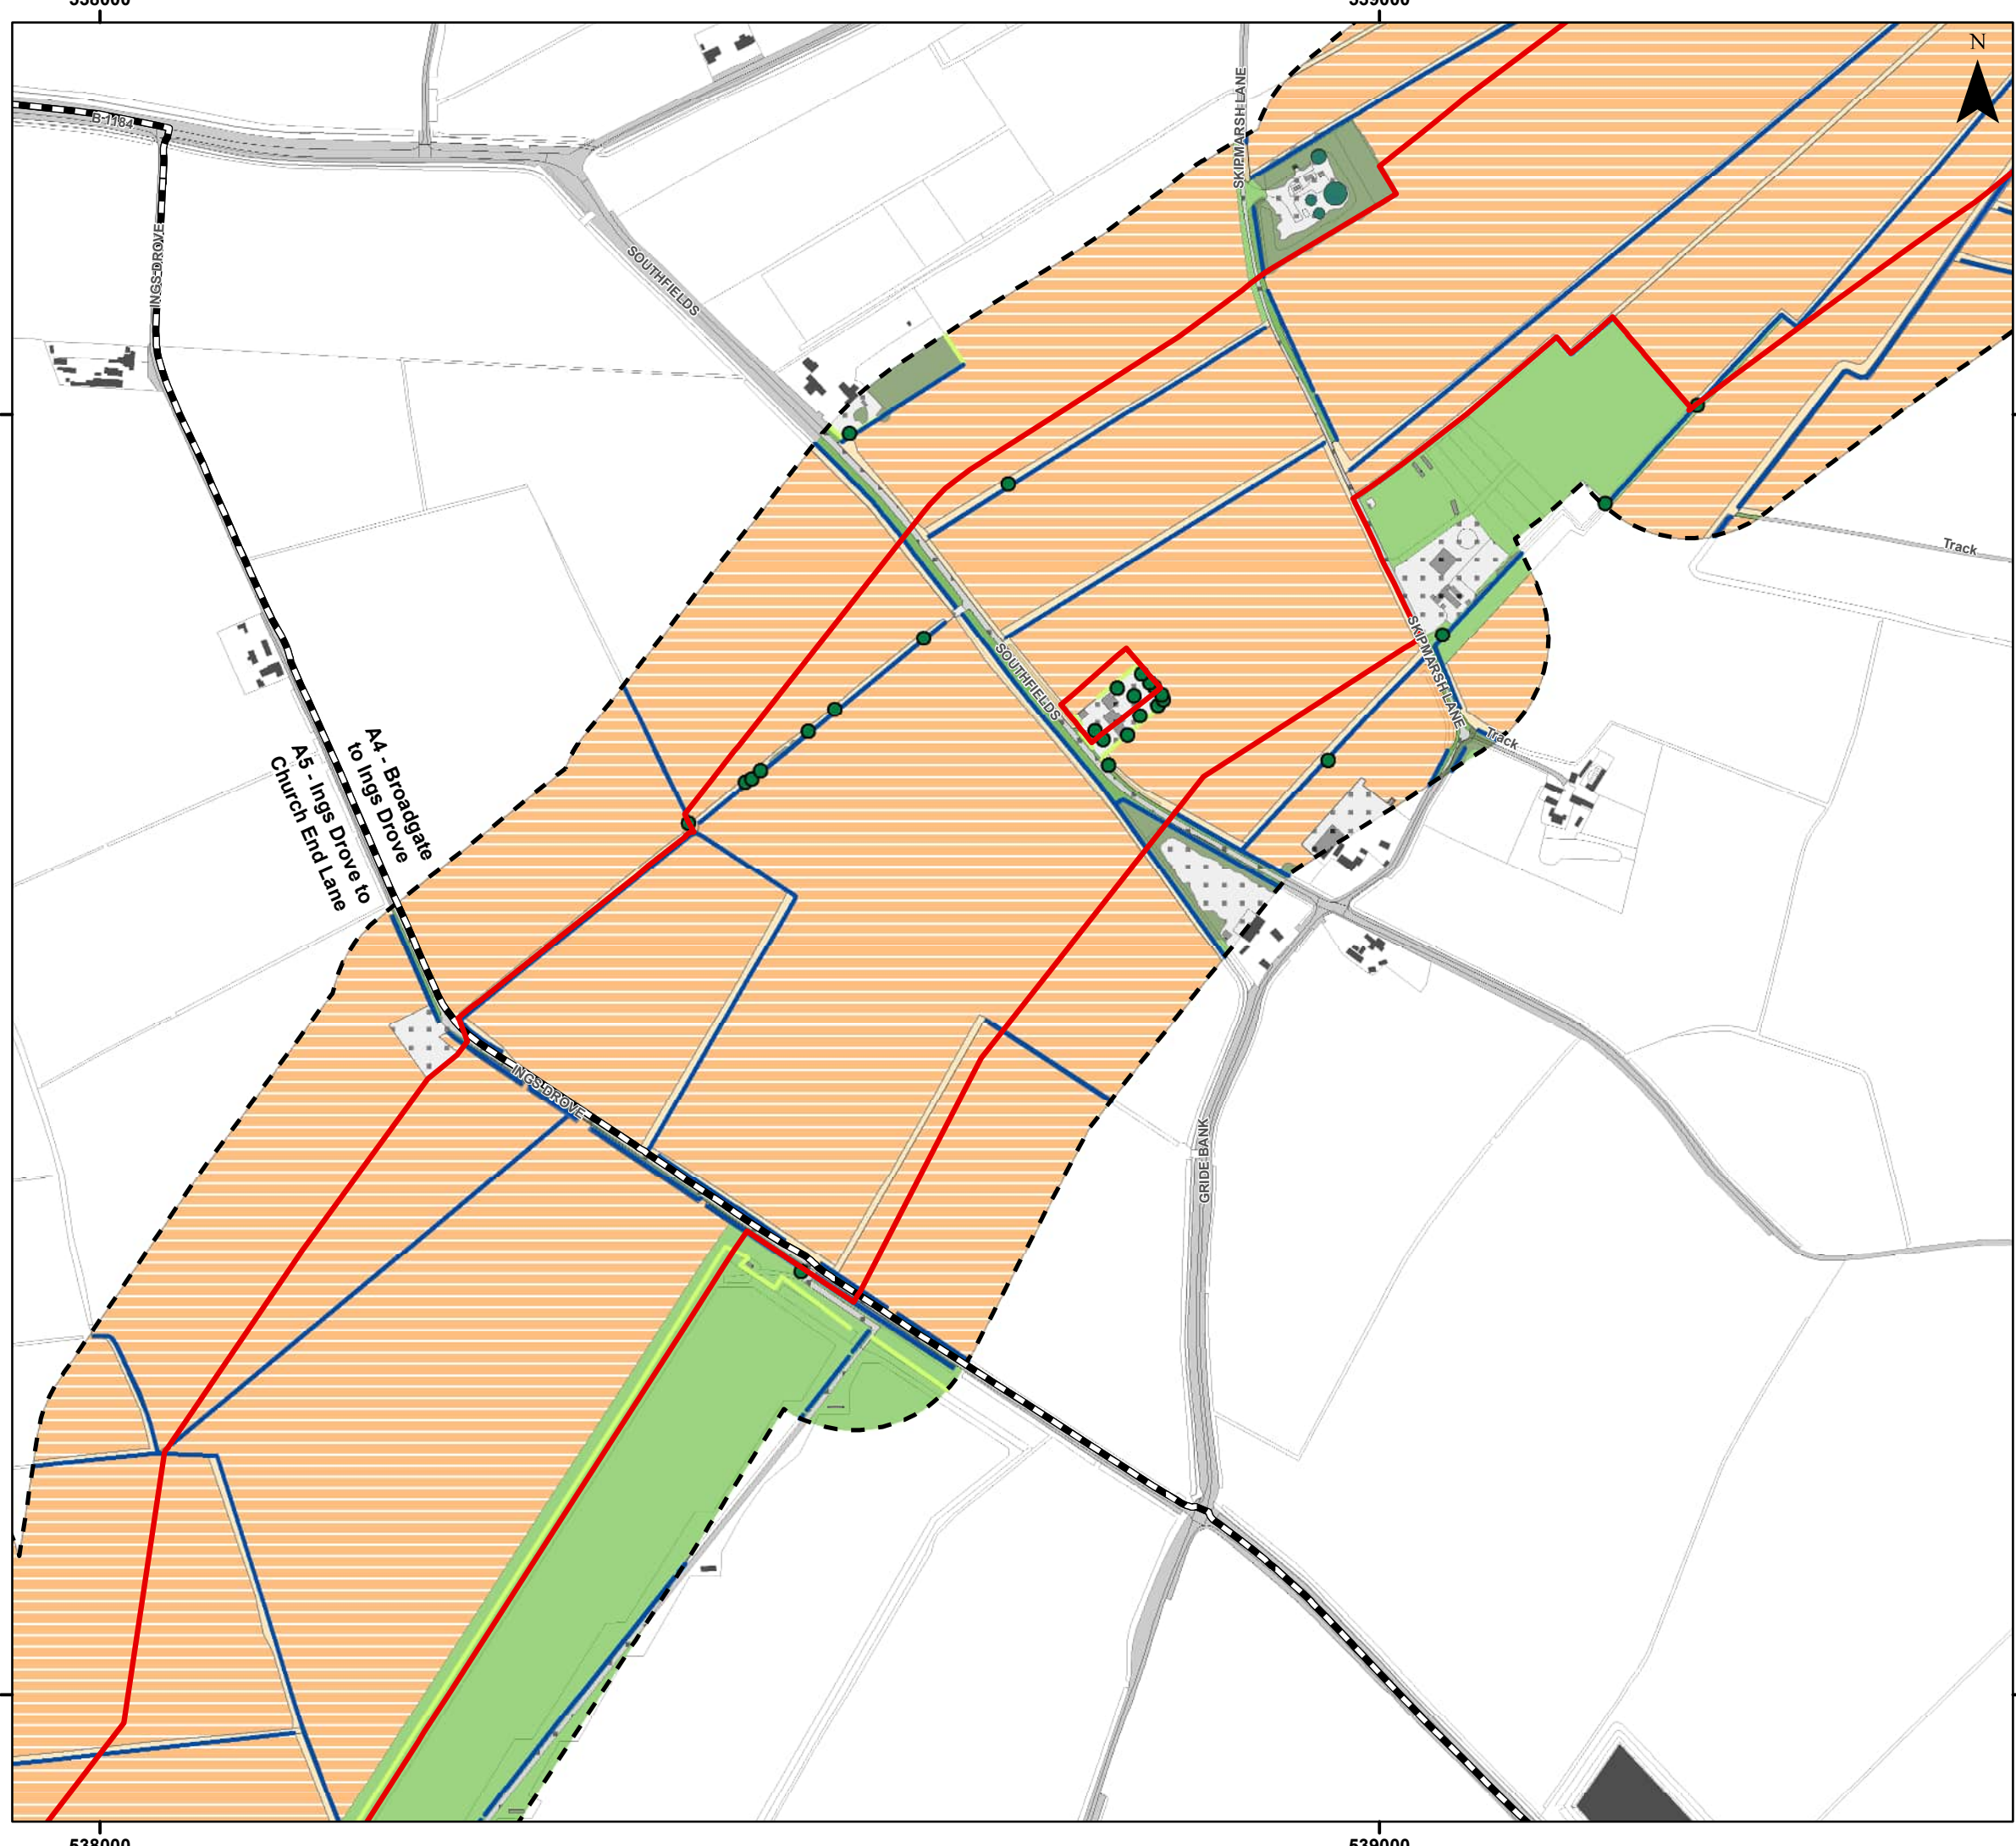 538000
539000
N
B 1184
SKIPMARSH LANE
INGS DROVE
SOUTHFIELDS
Track
SKIPMARSH LANE
SOUTHFIELDS
Track
A4 - Broadgate
to Ings Drove
A5 - Ings Drove to
Church End Lane
INGS DROVE
GRIDE BANK
538000
539000